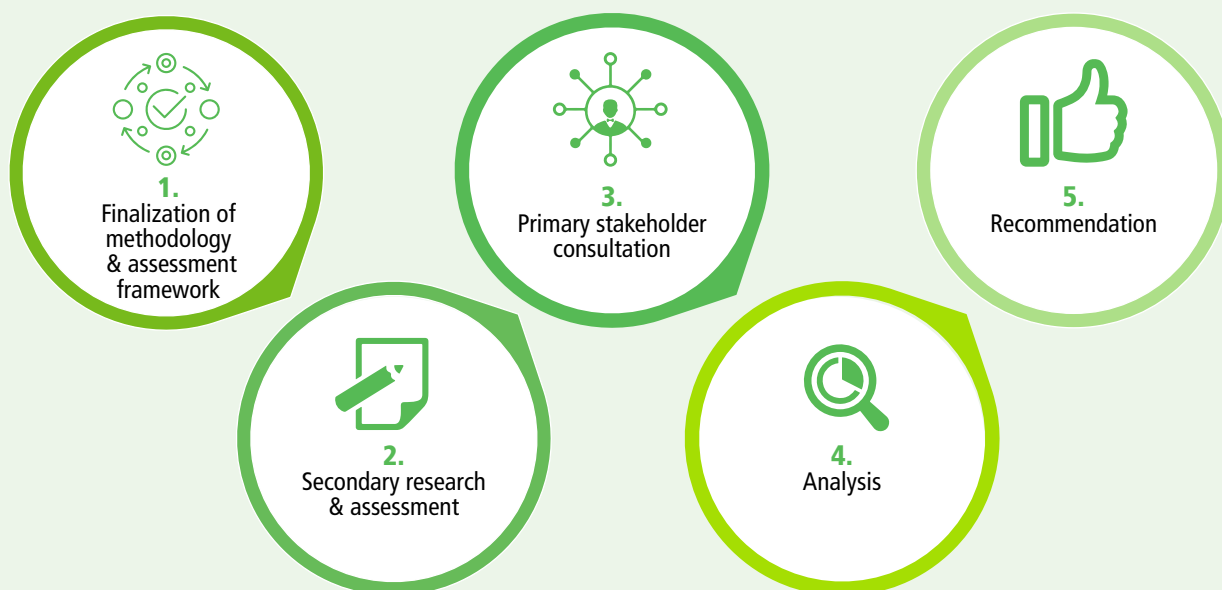 1.
Finalization of
methodology
& assessment
framework
2.
Secondary research
& assessment
3.
Primary stakeholder
consultation
4.
Analysis
5.
Recommendation